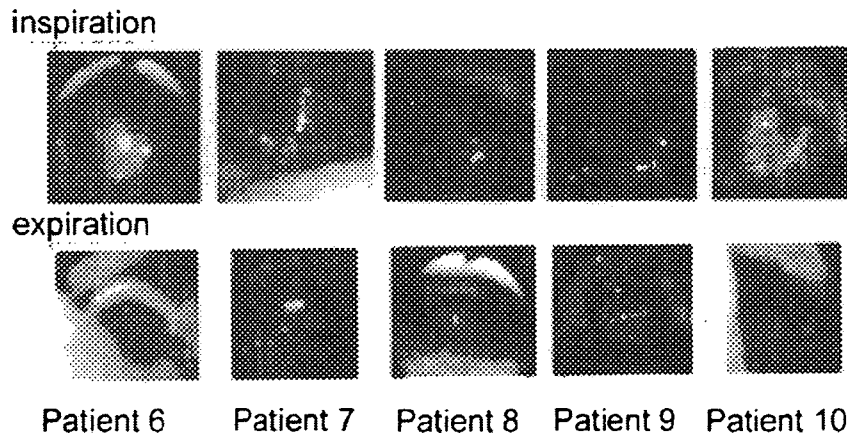 inspiration
expiration
Patient 6 Patient 7 Patient 8 Patient 9 Patient 10